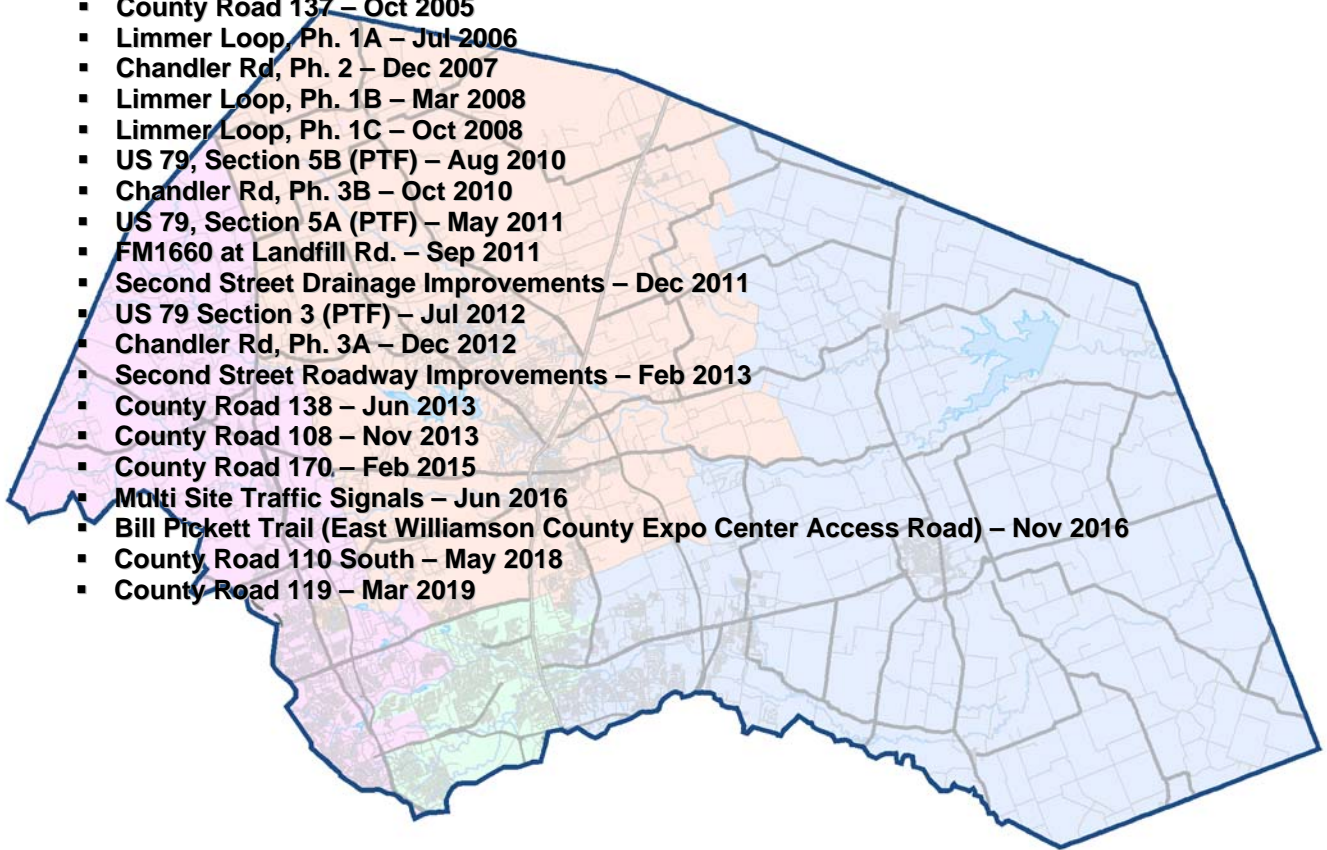 ▪ County Road 137 – Oct 2005
▪ Limmer Loop, Ph. 1A – Jul 2006
▪ Chandler Rd, Ph. 2 – Dec 2007
▪ Limmer Loop, Ph. 1B – Mar 2008
▪ Limmer Loop, Ph. 1C – Oct 2008
▪ US 79, Section 5B (PTF) – Aug 2010
▪ Chandler Rd, Ph. 3B – Oct 2010
▪ US 79, Section 5A (PTF) – May 2011
▪ FM1660 at Landfill Rd. – Sep 2011
▪ Second Street Drainage Improvements – Dec 2011
▪ US 79 Section 3 (PTF) – Jul 2012
▪ Chandler Rd, Ph. 3A – Dec 2012
▪ Second Street Roadway Improvements – Feb 2013
▪ County Road 138 – Jun 2013
▪ County Road 108 – Nov 2013
▪ County Road 170 – Feb 2015
▪ Multi Site Traffic Signals – Jun 2016
▪ Bill Pickett Trail (East Williamson County Expo Center Access Road) – Nov 2016
▪ County Road 110 South – May 2018
▪ County Road 119 – Mar 2019